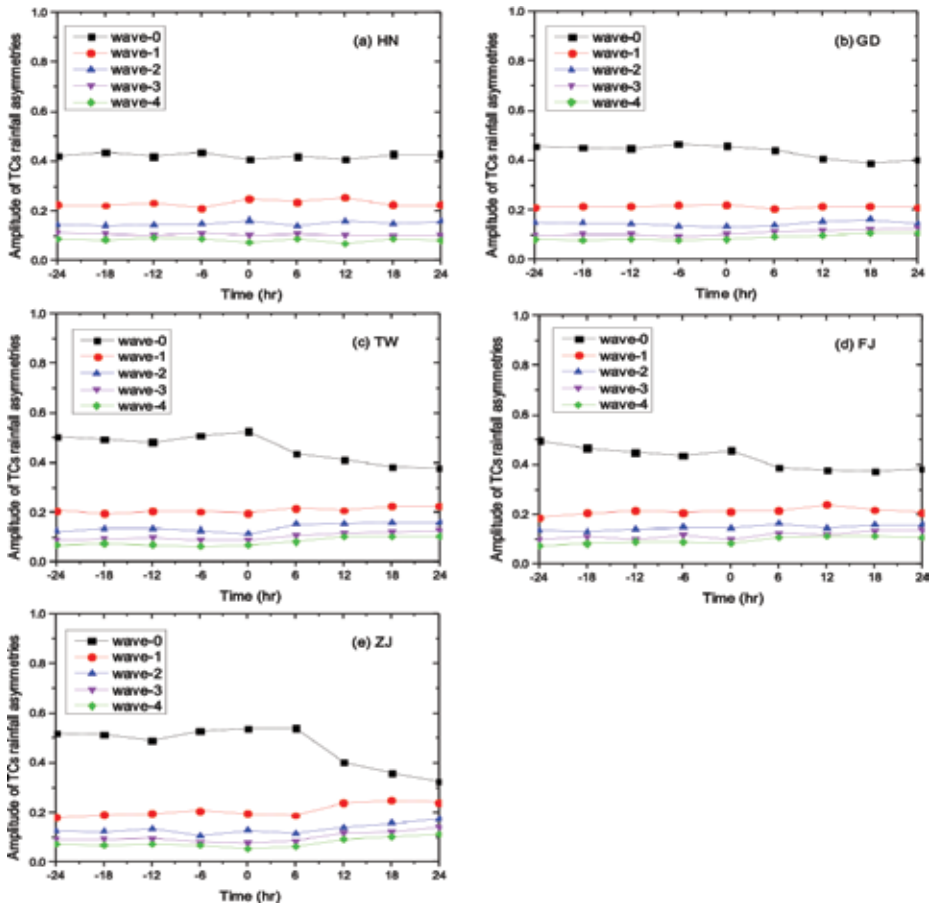 Amplitude of TCs rainfall asymmetries
1.0
0.8
0.6
0.4
0.2
0.0
wave-0
wave-1
wave-2
wave-3
wave-4
(a) HN
-24 -18 -12 -6 0 6 12 18 24
Time (hr)
Amplitude of TCs rainfall asymmetries
1.0
0.8
0.6
0.4
0.2
0.0
wave-0
wave-1
wave-2
wave-3
wave-4
(b) GD
-24 -18 -12 -6 0 6 12 18 24
Time (hr)
Amplitude of TCs rainfall asymmetries
1.0
0.8
0.6
0.4
0.2
0.0
wave-0
wave-1
wave-2
wave-3
wave-4
(c) TW
-24 -18 -12 -6 0 6 12 18 24
Time (hr)
Amplitude of TCs rainfall asymmetries
1.0
0.8
0.6
0.4
0.2
0.0
wave-0
wave-1
wave-2
wave-3
wave-4
(d) FJ
-24 -18 -12 -6 0 6 12 18 24
Time (hr)
Amplitude of TCs rainfall asymmetries
1.0
0.8
0.6
0.4
0.2
0.0
wave-0
wave-1
wave-2
wave-3
wave-4
(e) ZJ
-24 -18 -12 -6 0 6 12 18 24
Time (hr)